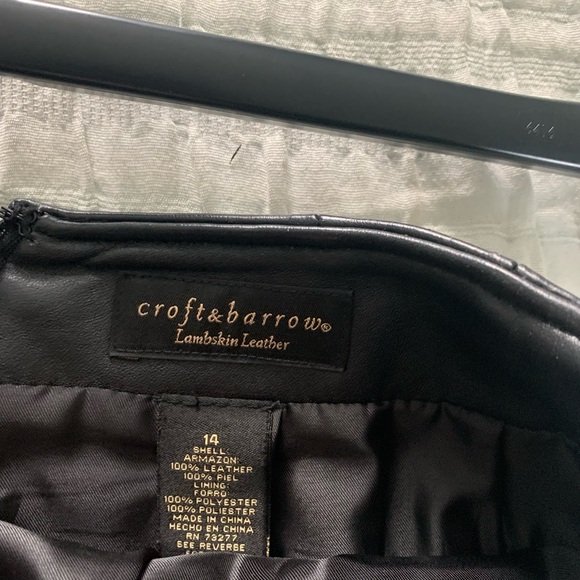 croft&barrow®
Lambskin Leather
14
SHELL:
ARMAZON:
100% LEATHER
100% PIEL
LINING:
FORRO
100% POLYESTER
100% POLIESTER
MADE IN CHINA
HECHO EN CHINA
RN 73277
SEE REVERSE